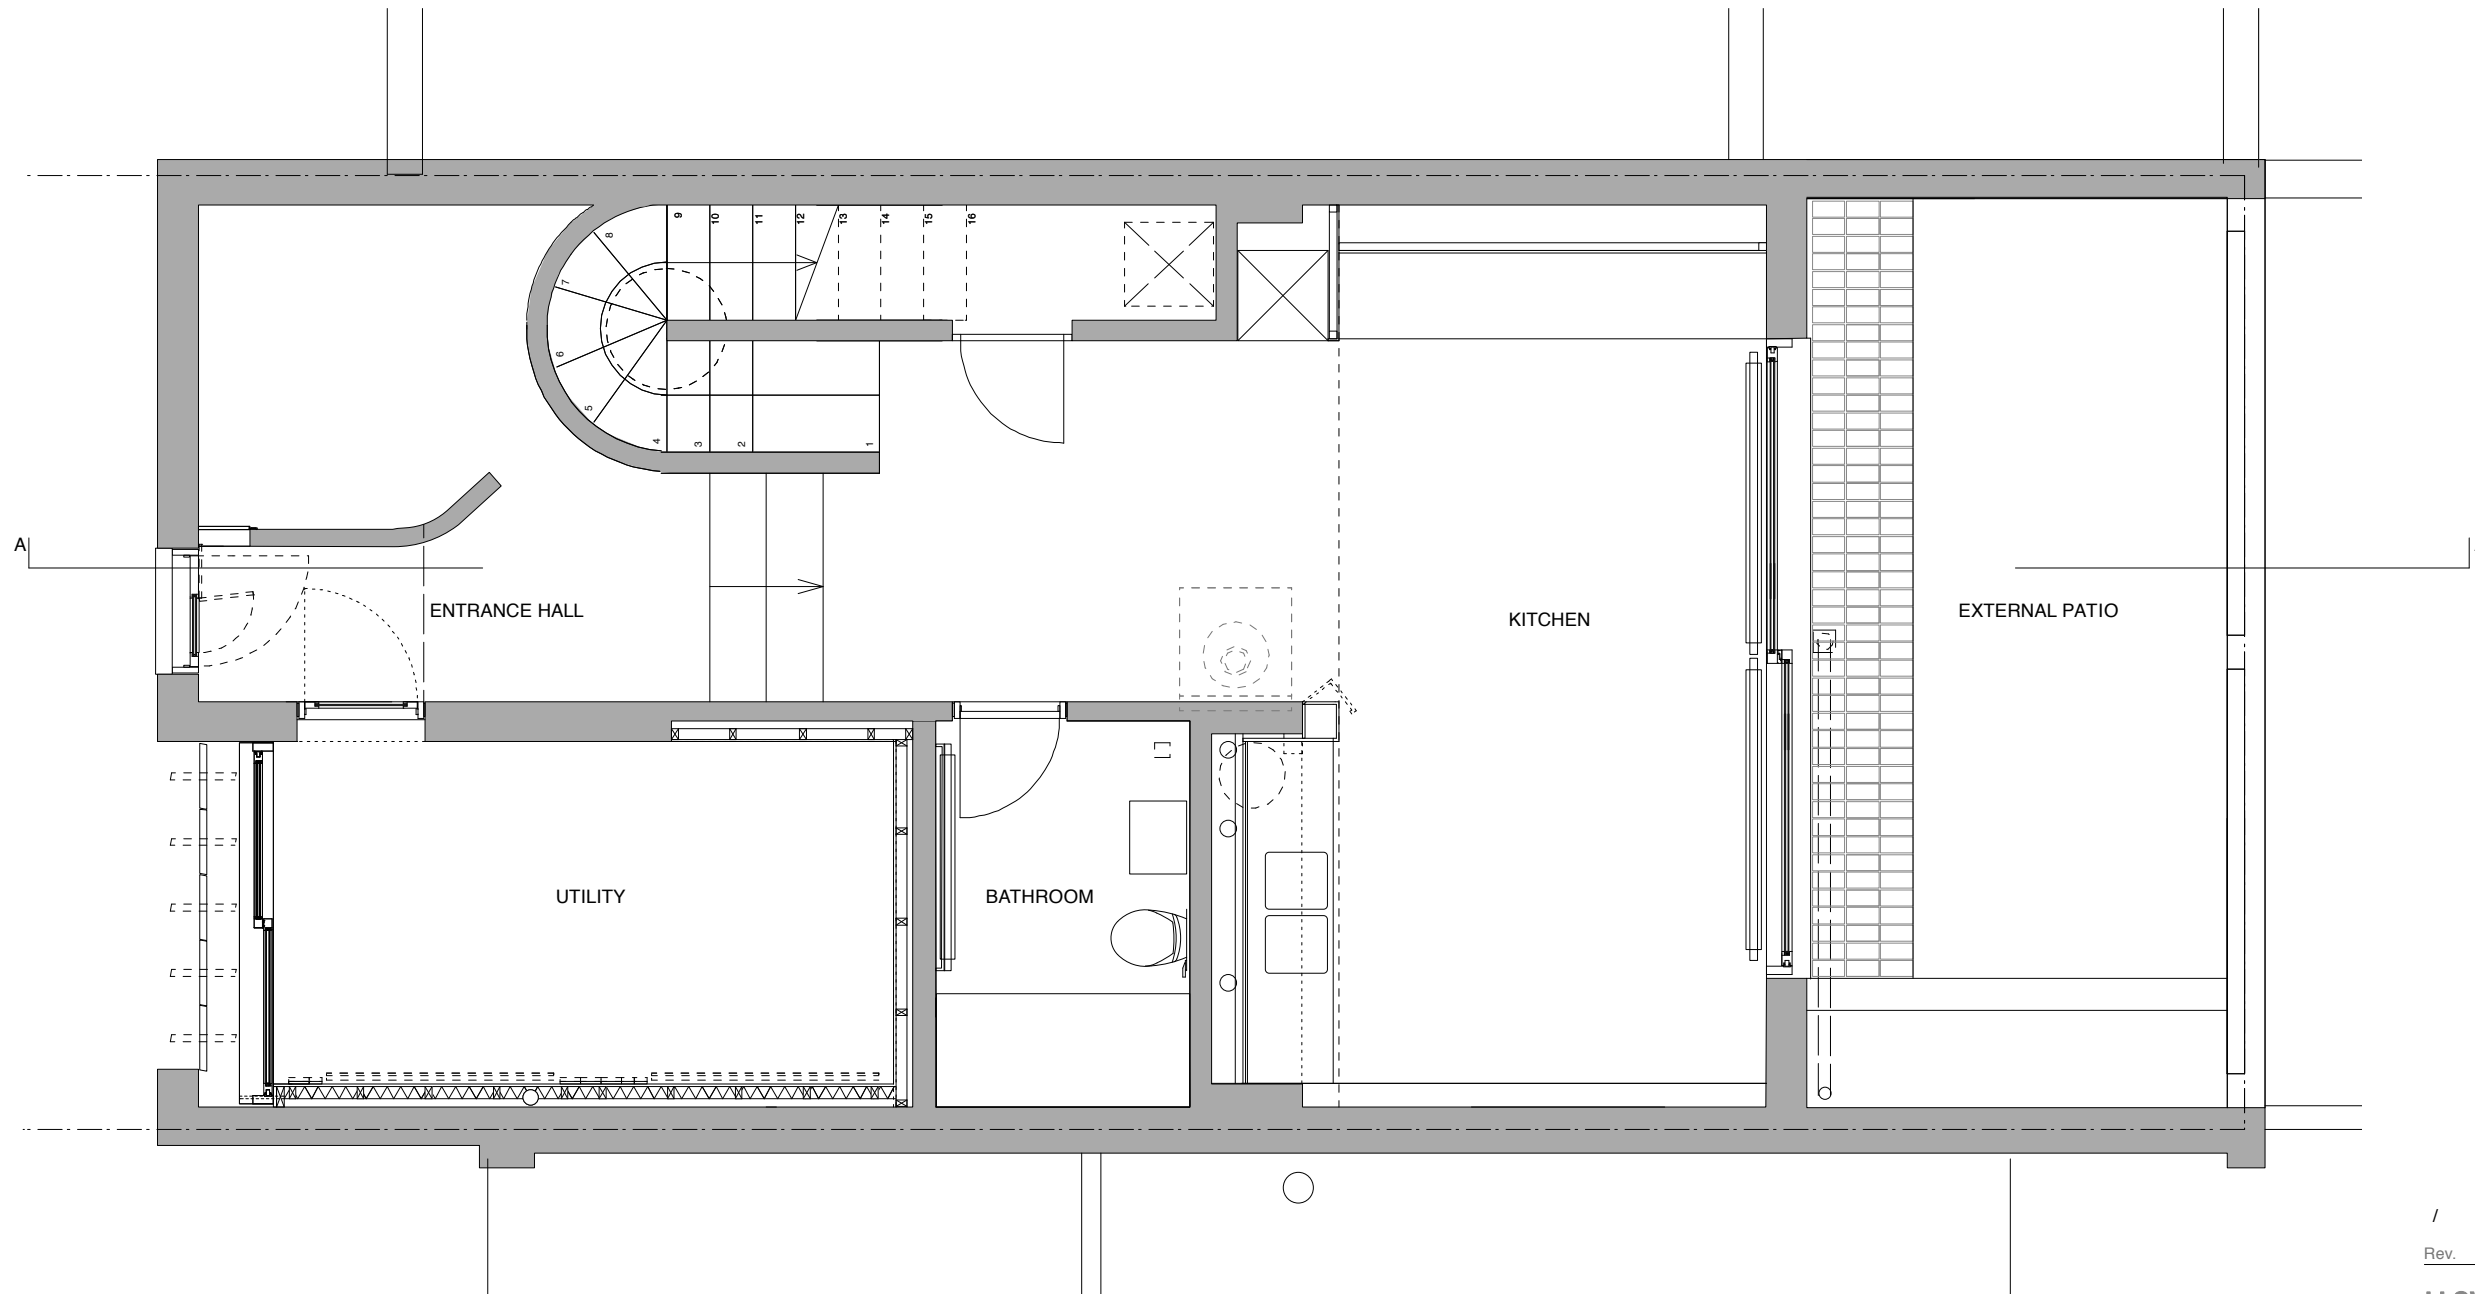 9
10
11
12
13
14
15
16
8
7
6
5
4
3
2
1
A
ENTRANCE HALL
KITCHEN
EXTERNAL PATIO
UTILITY
BATHROOM
/
Rev.